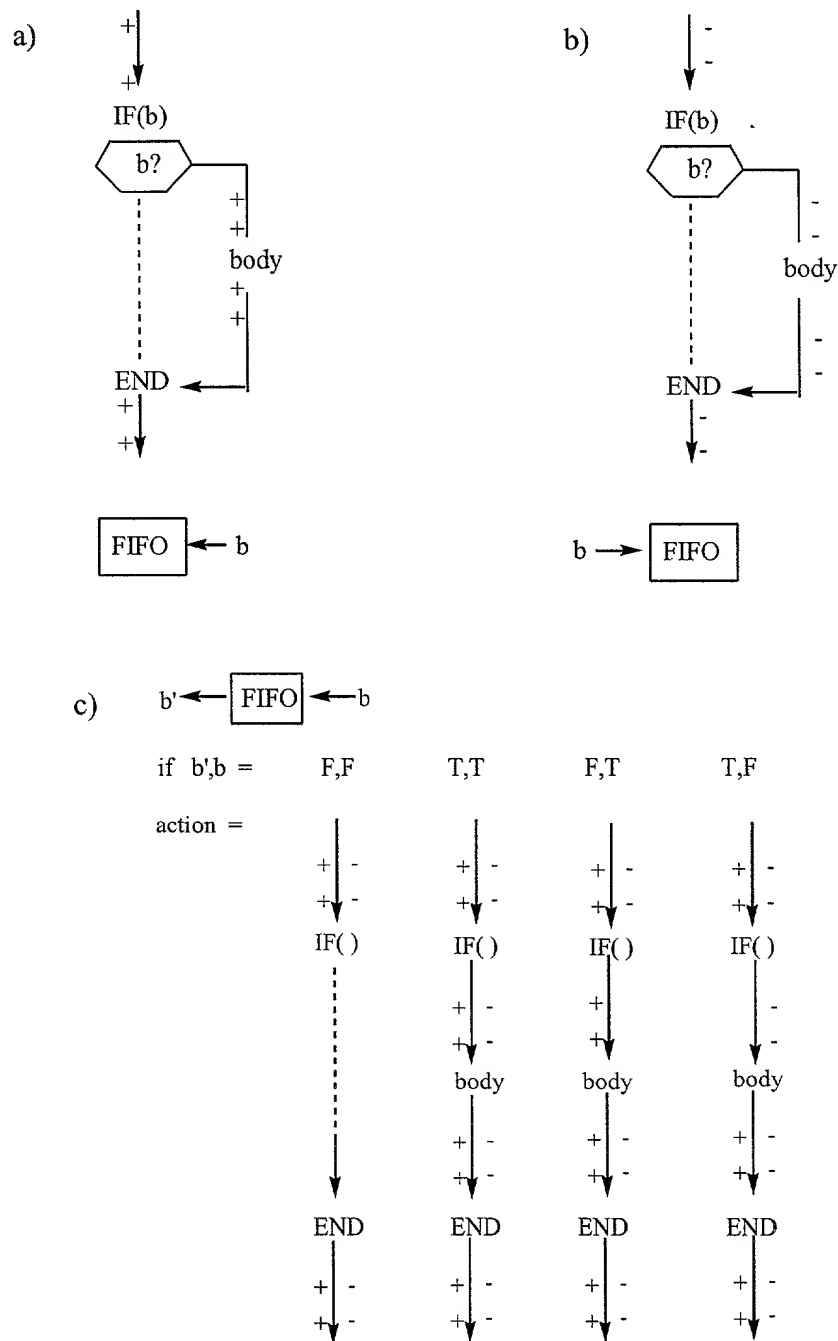 a) + b) -
+ -
IF(b) IF(b)
b? b?
+ -
+ -
body body
+ -
+ -
END END
+ -
+ -
FIFO b b FIFO
c) b' FIFO b
if b',b = F,F T,T F,T T,F
action =
+ - + - + - + -
+ - + - + - + -
IF( ) IF( ) IF( ) IF( )
+ - + -
+ - + -
body body body
+ - + - + -
+ - + - + -
END END END END
+ - + - + - + -
+ - + - + - + -